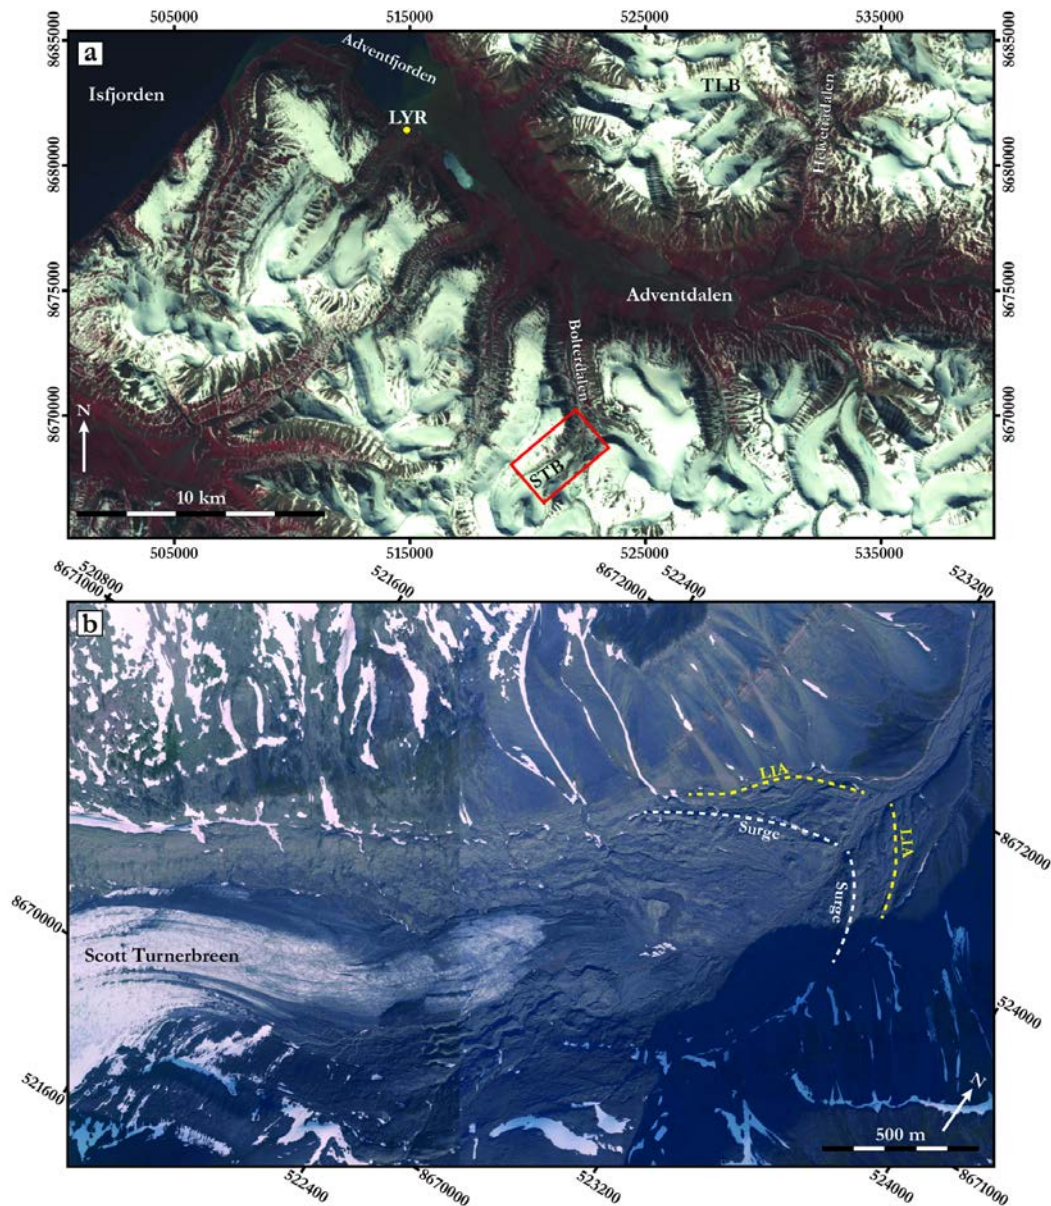 505000
515000
525000
535000
8685000
8680000
8675000
8670000
a
Isfjorden
Adventfjorden
LYR
TLB
Helvetiadalen
Adventdalen
Bolterdalen
STB
N
10 km
8685000
8680000
8675000
8670000
505000
515000
525000
535000
520800
8671000
521600
8672000
522400
523200
b
LIA
Surge
LIA
Surge
8670000
Scott Turnerbreen
8672000
524000
521600
N
500 m
522400
8670000
523200
524000
8671000